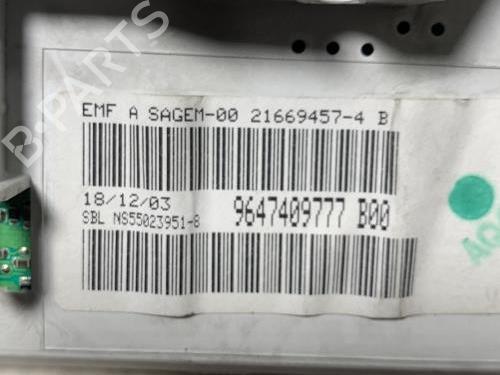 B-PARTS
EMF A SAGEM-00 21669457-4 B
18/12/03
SBL NS55023951-8
9647409777 B00